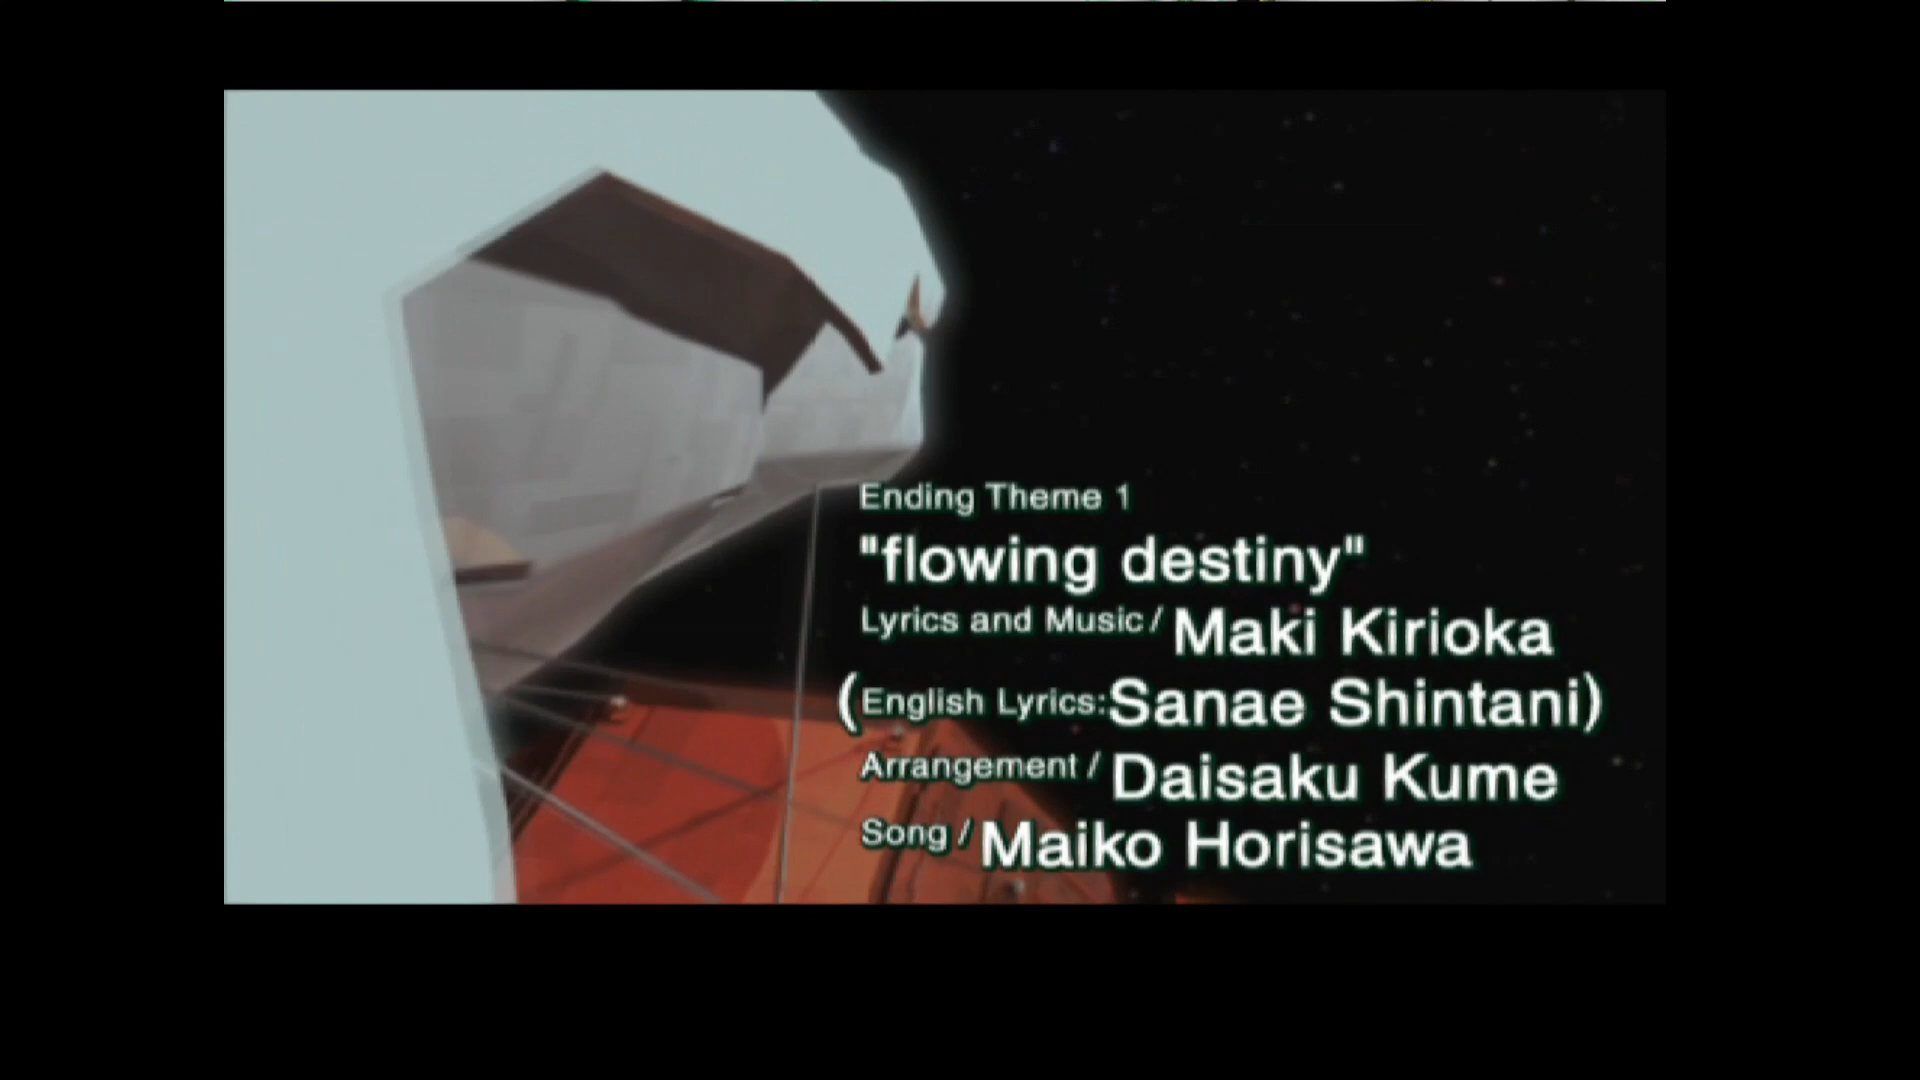 Ending Theme 1
"flowing destiny"
Lyrics and Music / Maki Kirioka
(English Lyrics:Sanae Shintani)
Arrangement / Daisaku Kume
Song / Maiko Horisawa